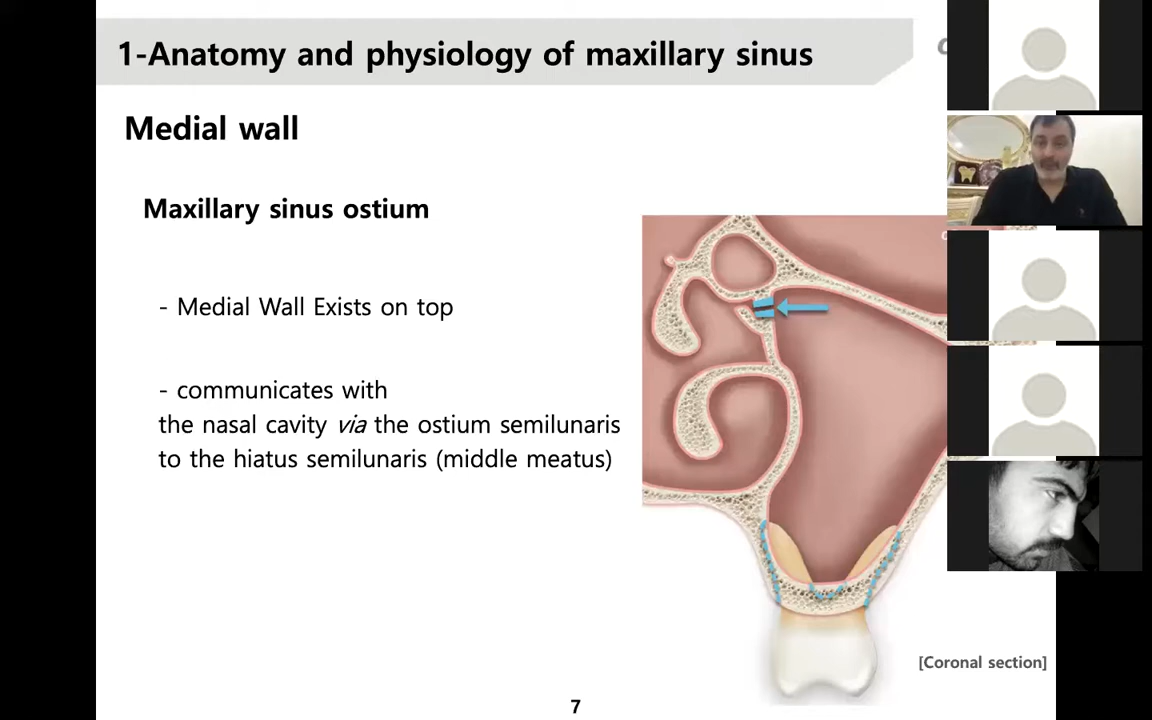 1-Anatomy and physiology of maxillary sinus
Medial wall
Maxillary sinus ostium
- Medial Wall Exists on top
- communicates with
the nasal cavity via the ostium semilunaris
to the hiatus semilunaris (middle meatus)
[Coronal section]
7